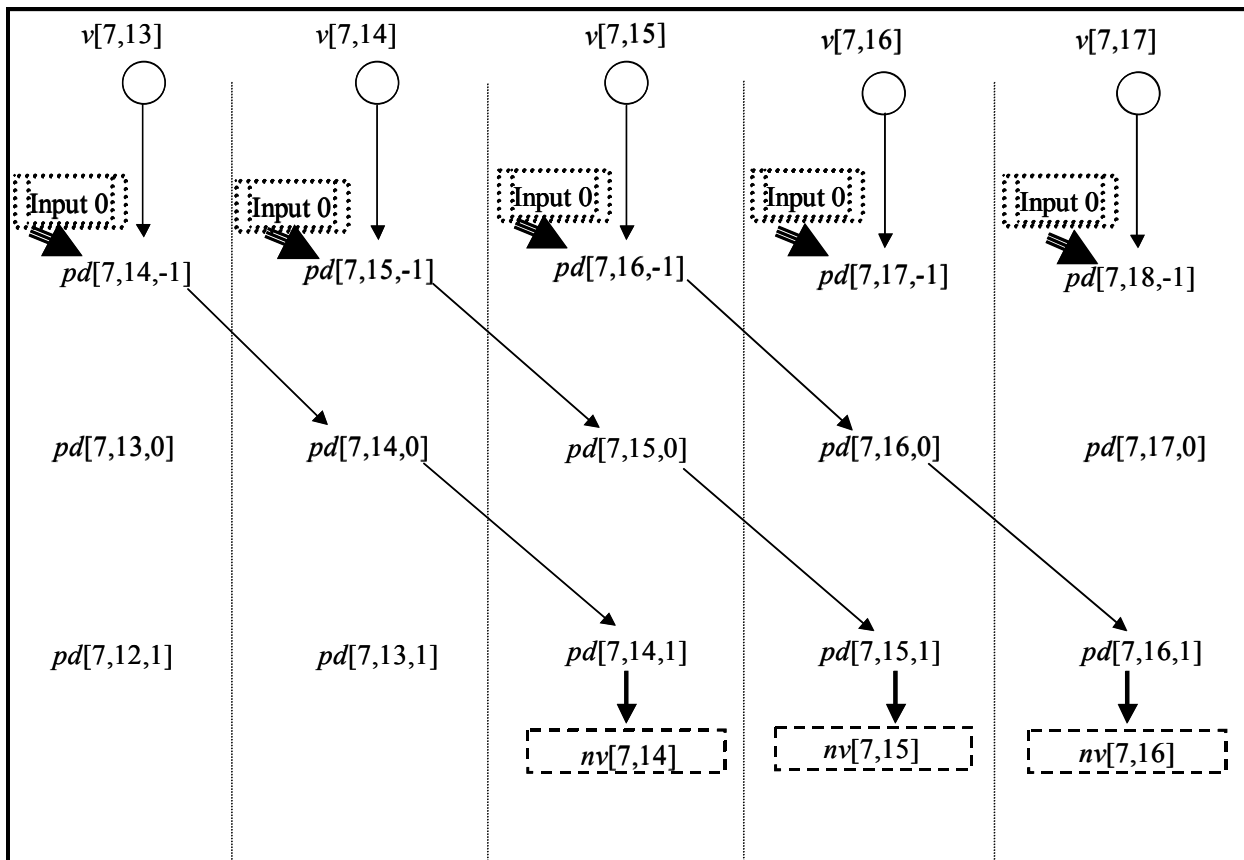 v[7,13] v[7,14] v[7,15] v[7,16] v[7,17]
Input 0 Input 0 Input 0 Input 0 Input 0
pd[7,14,-1] pd[7,15,-1] pd[7,16,-1] pd[7,17,-1] pd[7,18,-1]
pd[7,13,0] pd[7,14,0] pd[7,15,0] pd[7,16,0] pd[7,17,0]
pd[7,12,1] pd[7,13,1] pd[7,14,1] pd[7,15,1] pd[7,16,1]
nv[7,14] nv[7,15] nv[7,16]